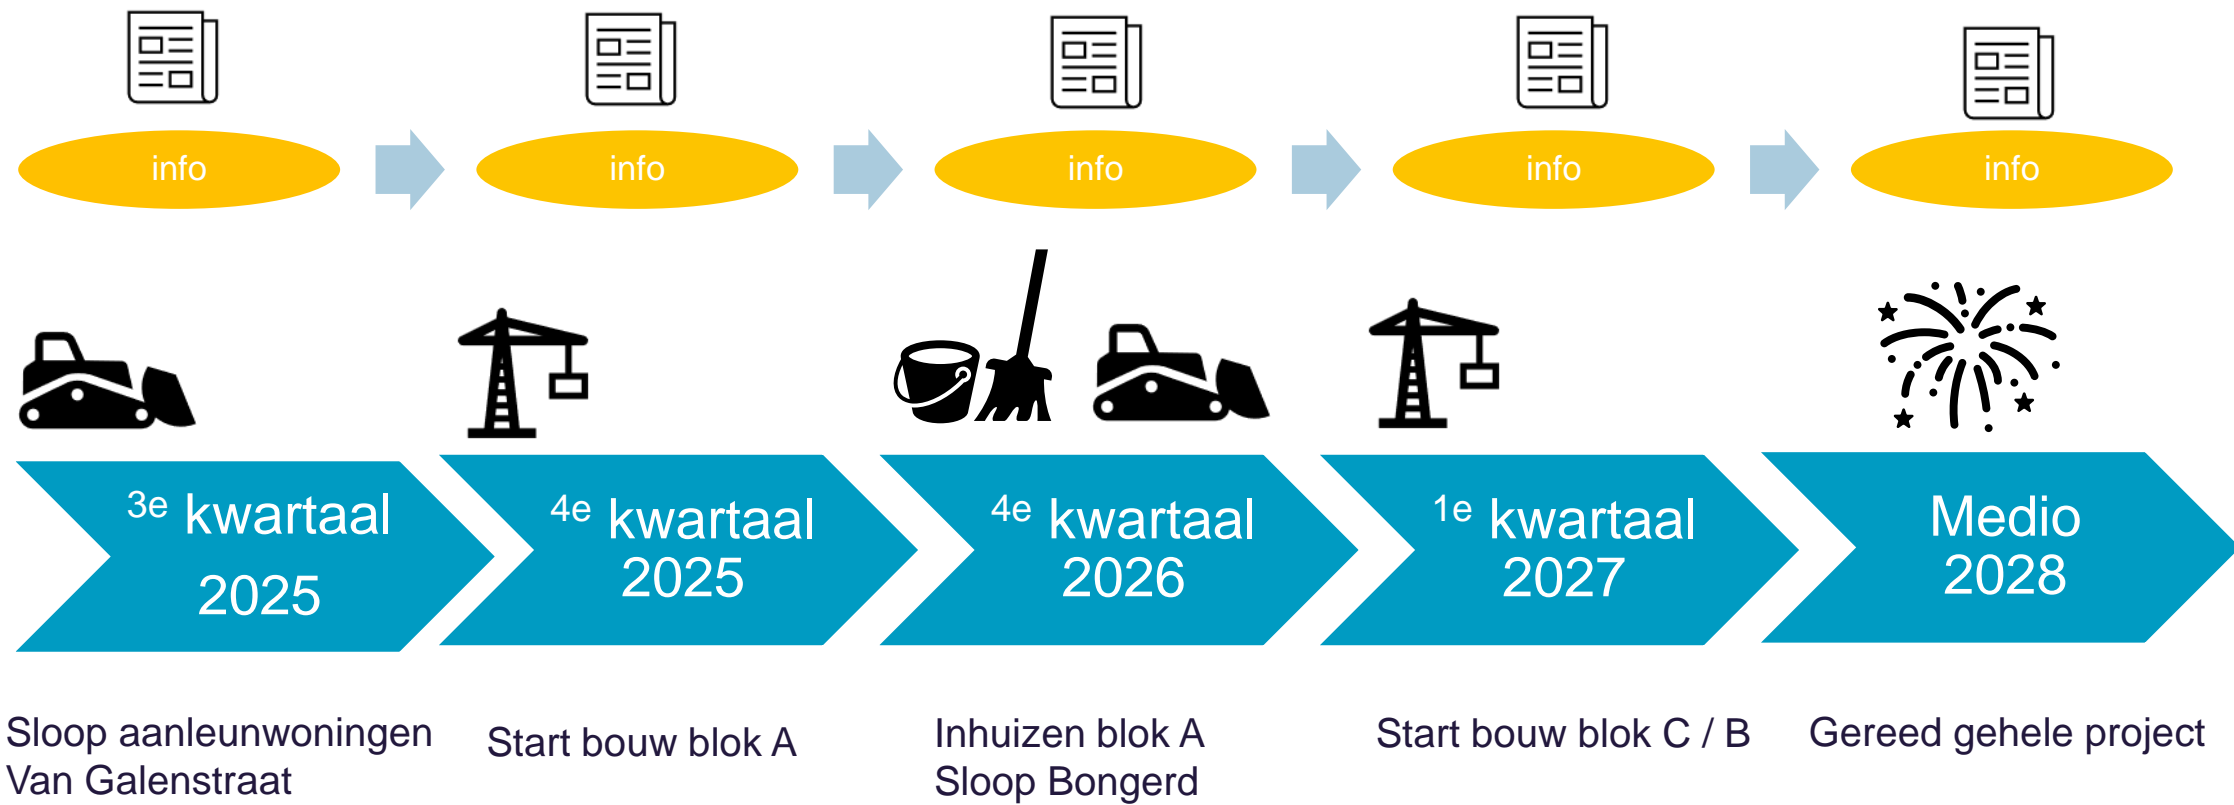 info
info
info
info
info
3e kwartaal
2025
4e kwartaal
2025
4e kwartaal
2026
1e kwartaal
2027
Medio
2028
Sloop aanleunwoningen
Van Galenstraat
Start bouw blok A
Inhuizen blok A
Sloop Bongerd
Start bouw blok C / B
Gereed gehele project